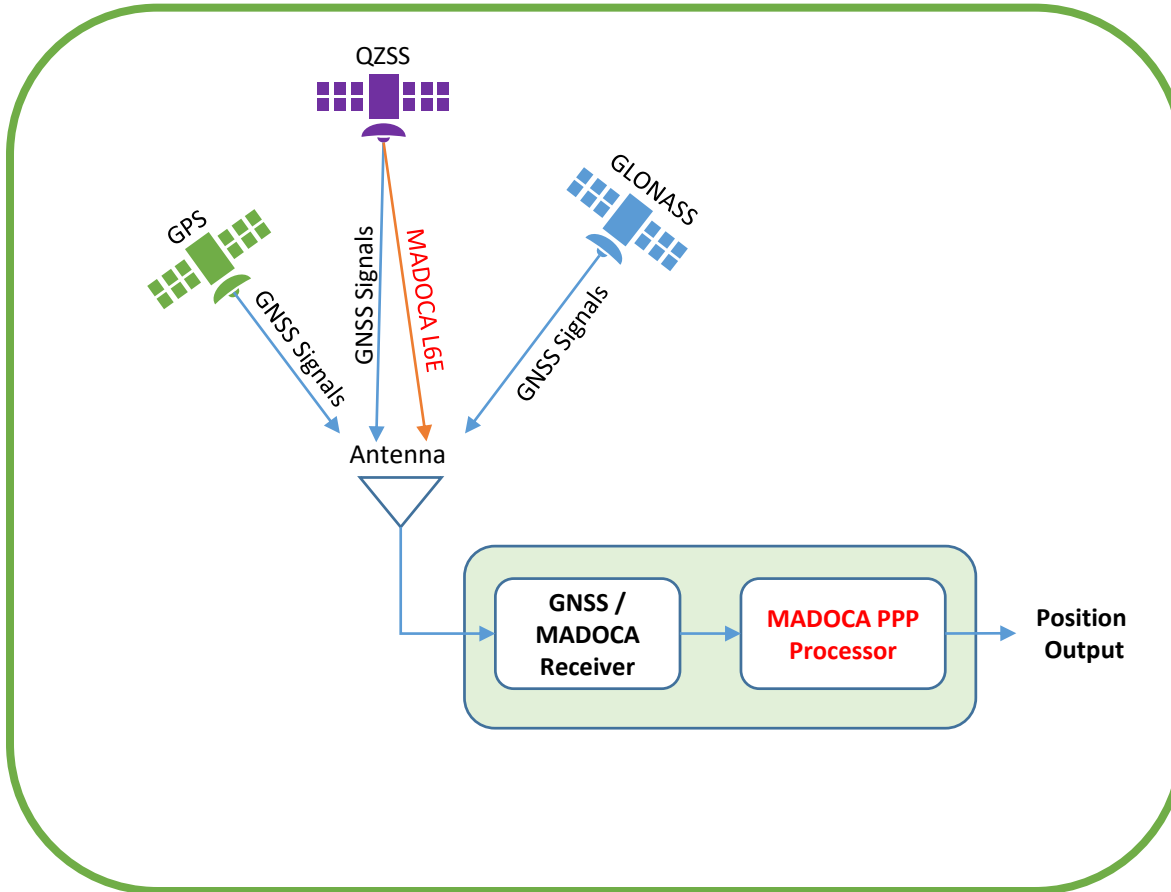 QZSS
GLONASS
GPS
GNSS Signals
GNSS Signals
MADOCA L6E
GNSS Signals
Antenna
GNSS /
MADOCA
Receiver
MADOCA PPP
Processor
Position
Output